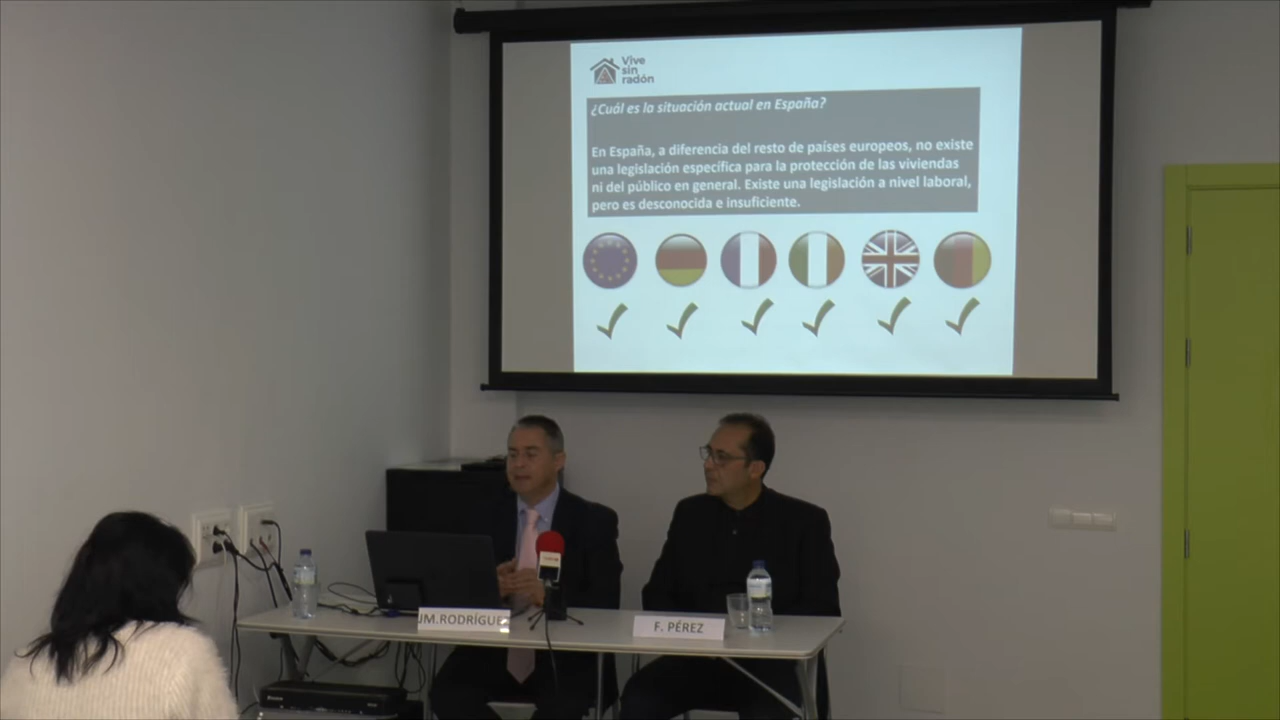 Vive
sin
radón
¿Cuál es la situación actual en España?
En España, a diferencia del resto de países europeos, no existe
una legislación específica para la protección de las viviendas
ni del público en general. Existe una legislación a nivel laboral,
pero es desconocida e insuficiente.
JM.RODRÍGUE
F. PÉREZ